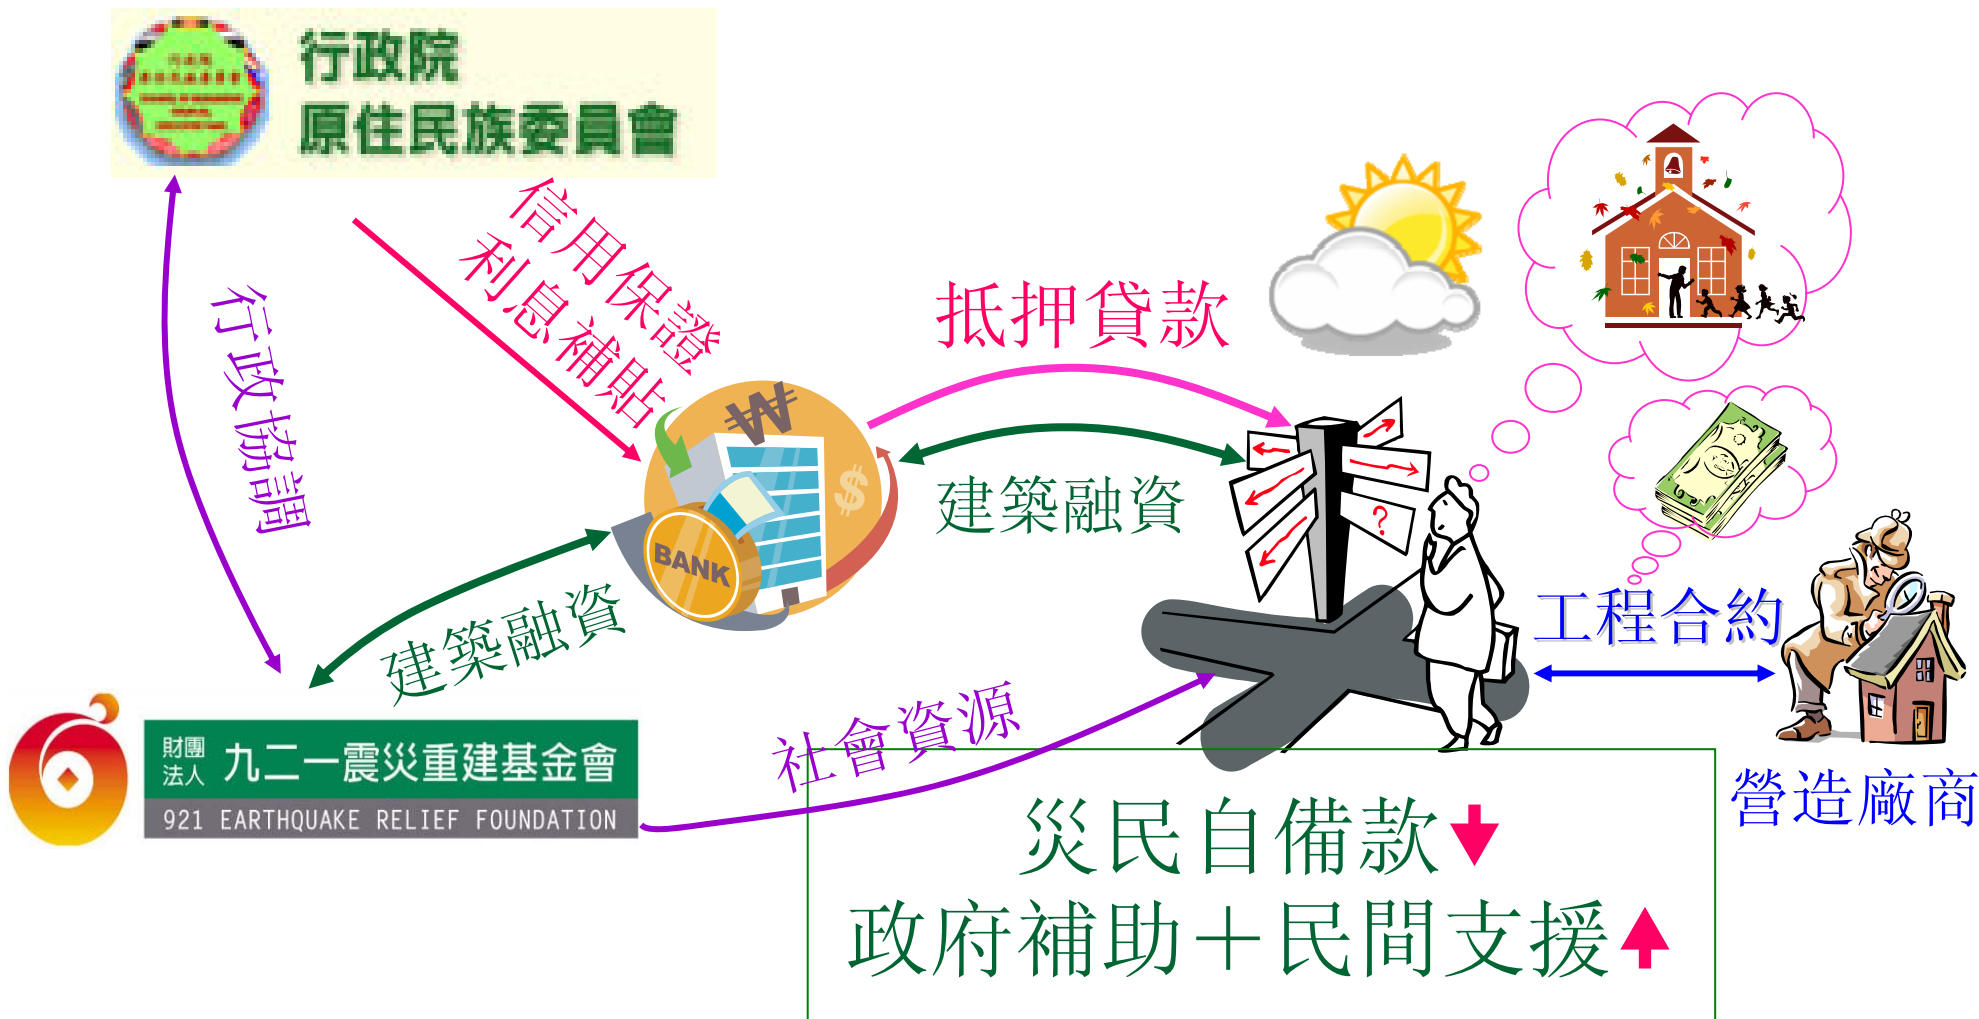 行政院
原住民族委員會
信用保證
利息補貼
行政協調
抵押貸款
建築融資
BANK
$
?
建築融資
工程合約
社會資源
財團
法人
九二一震災重建基金會
921 EARTHQUAKE RELIEF FOUNDATION
營造廠商
災民自備款
政府補助＋民間支援